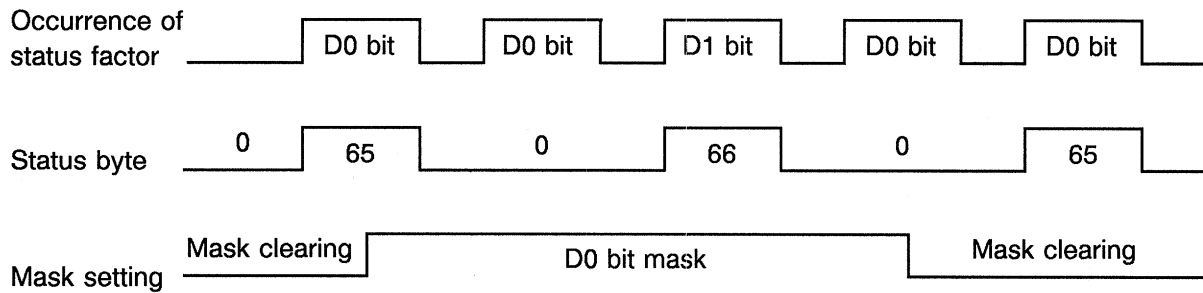 Occurrence of
status factor
D0 bit
D0 bit
D1 bit
D0 bit
D0 bit
Status byte
0
65
0
66
0
65
Mask setting
Mask clearing
D0 bit mask
Mask clearing